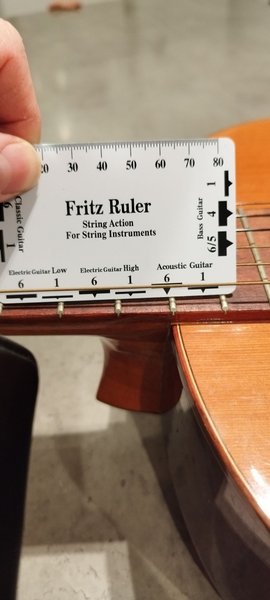 20 30 40 50 60 70 80
Fritz Ruler
String Action
For String Instruments
Classic Guitar
6
1
Bass Guitar
1
4
6/5
Electric Guitar Low
Electric Guitar High
Acoustic Guitar
6 1 6 1 6 1